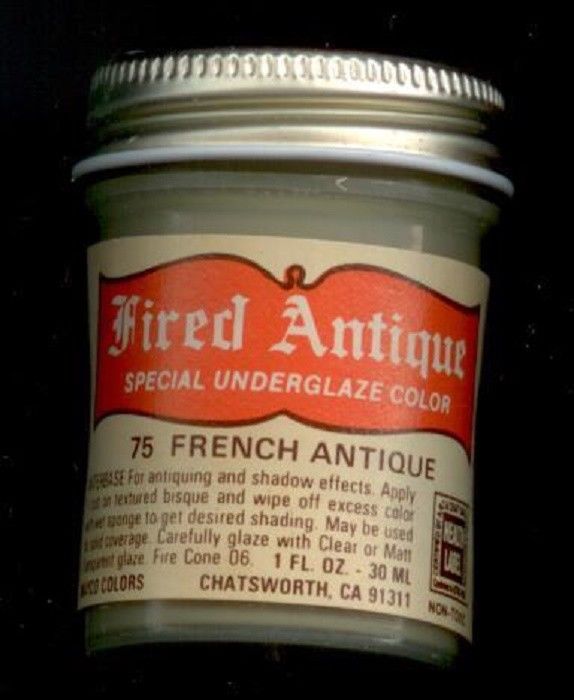 Fired Antique
SPECIAL UNDERGLAZE COLOR
75 FRENCH ANTIQUE
For antiquing and shadow effects. Apply
on textured bisque and wipe off excess color
wet sponge to get desired shading. May be used
coverage. Carefully glaze with Clear or Matt
glaze. Fire Cone 06. 1 FL. OZ. - 30 ML
COLORS CHATSWORTH, CA 91311
NON-TOXIC